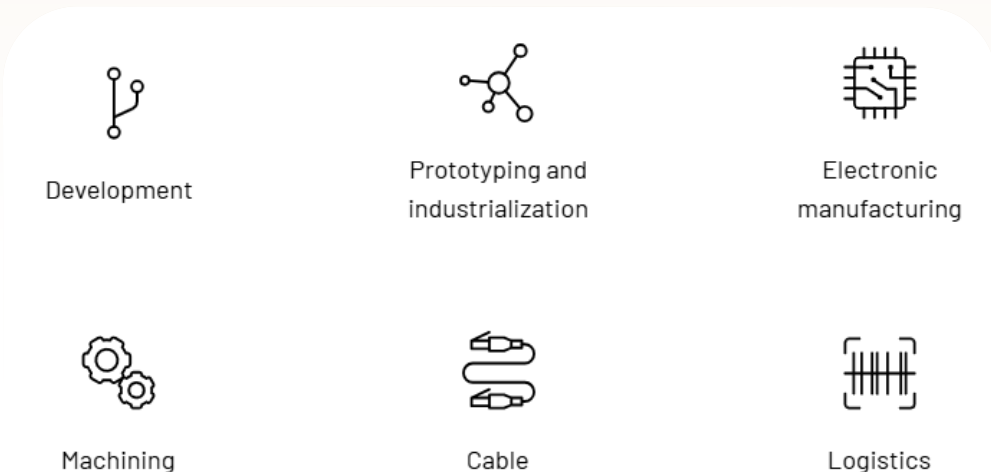 Development
Prototyping and
industrialization
Electronic
manufacturing
Machining
Cable
Logistics